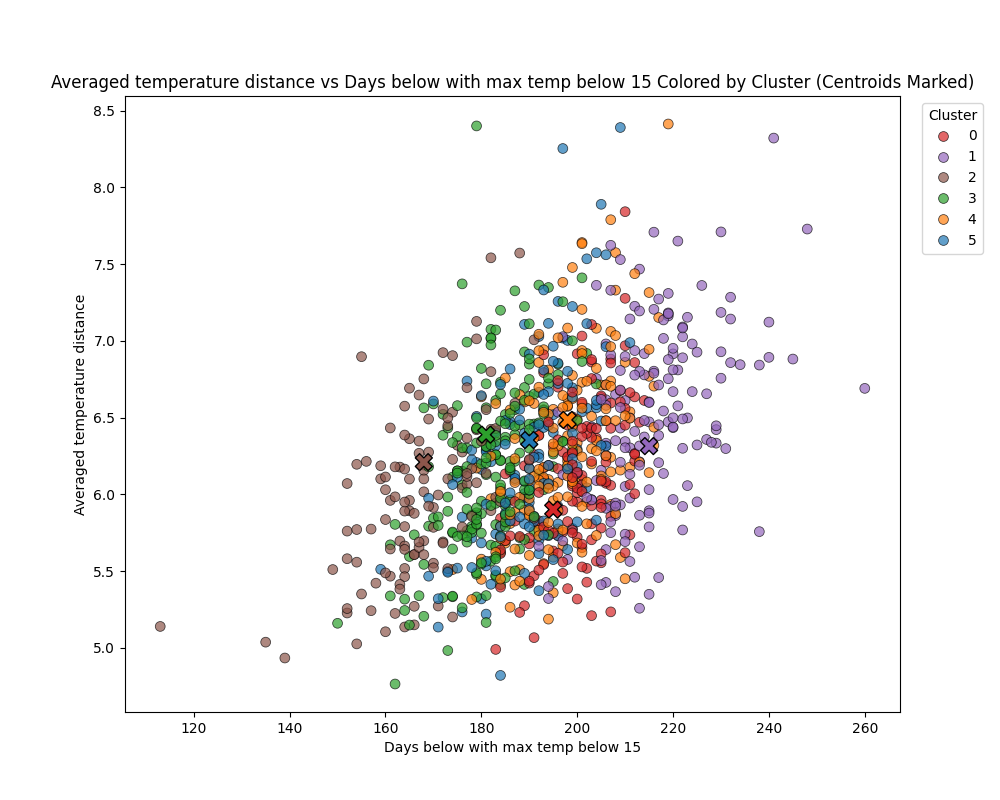 Averaged temperature distance vs Days below with max temp below 15 Colored by Cluster (Centroids Marked)
Cluster
0
1
2
3
4
5
8.5
8.0
7.5
7.0
6.5
6.0
5.5
5.0
Averaged temperature distance
120 140 160 180 200 220 240 260
Days below with max temp below 15